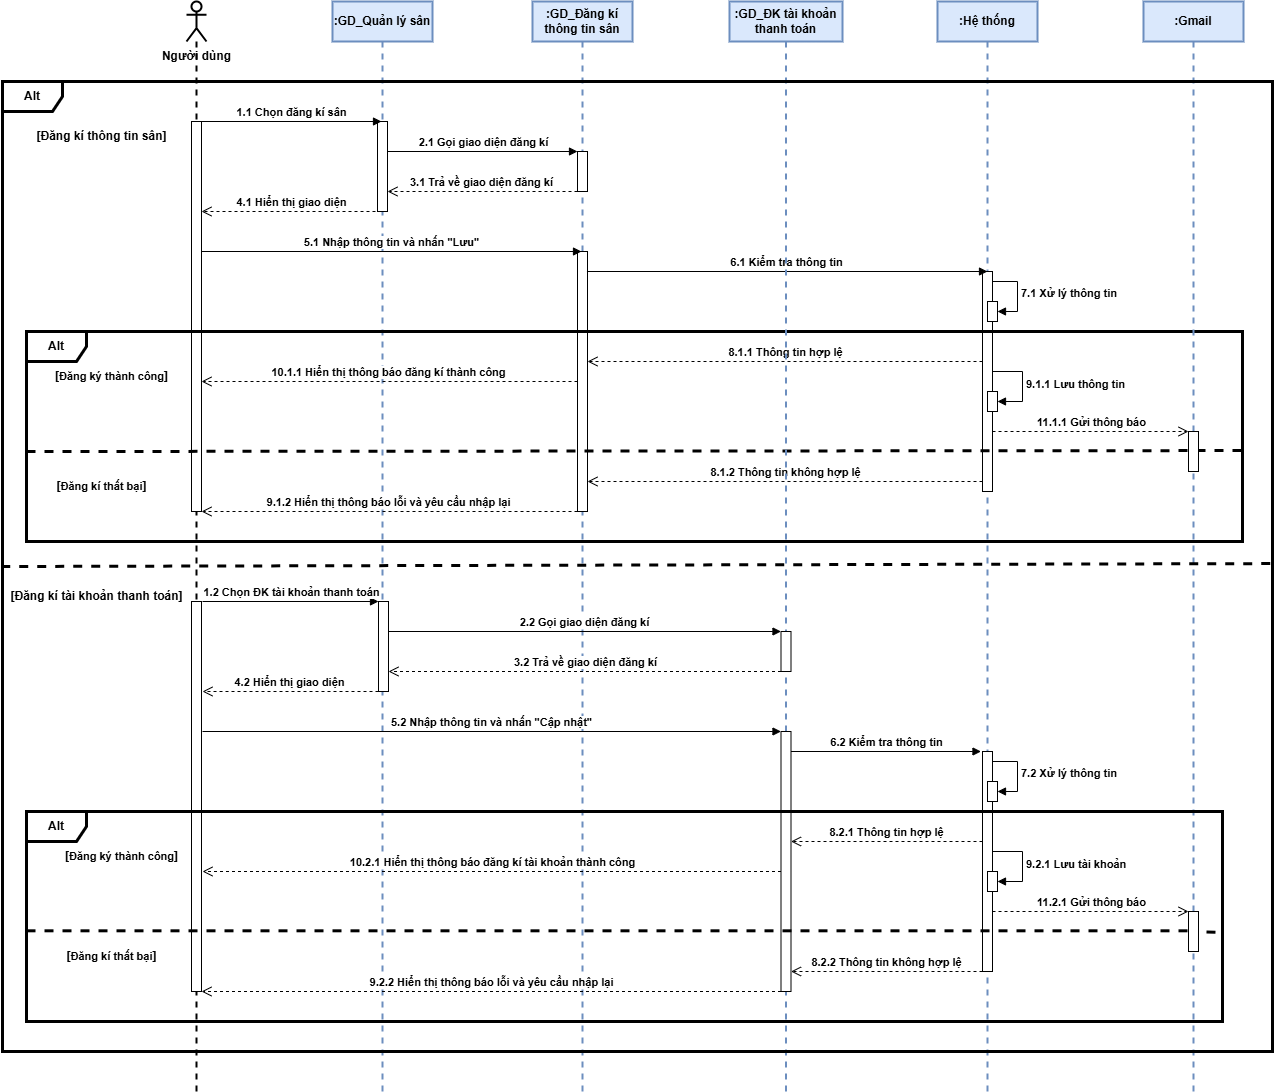 Người dùng
:GD_Quản lý sân
:GD_Đăng kí
thông tin sân
:GD_ĐK tài khoản
thanh toán
:Hệ thống
:Gmail
Alt
[Đăng kí thông tin sân]
1.1 Chọn đăng kí sân
2.1 Gọi giao diện đăng kí
3.1 Trả về giao diện đăng kí
4.1 Hiển thị giao diện
5.1 Nhập thông tin và nhấn "Lưu"
6.1 Kiểm tra thông tin
7.1 Xử lý thông tin
Alt
[Đăng ký thành công]
8.1.1 Thông tin hợp lệ
10.1.1 Hiển thị thông báo đăng kí thành công
9.1.1 Lưu thông tin
11.1.1 Gửi thông báo
[Đăng kí thất bại]
8.1.2 Thông tin không hợp lệ
9.1.2 Hiển thị thông báo lỗi và yêu cầu nhập lại
[Đăng kí tài khoản thanh toán]
1.2 Chọn ĐK tài khoản thanh toán
2.2 Gọi giao diện đăng kí
3.2 Trả về giao diện đăng kí
4.2 Hiển thị giao diện
5.2 Nhập thông tin và nhấn "Cập nhật"
6.2 Kiểm tra thông tin
7.2 Xử lý thông tin
Alt
[Đăng ký thành công]
8.2.1 Thông tin hợp lệ
10.2.1 Hiển thị thông báo đăng kí tài khoản thành công
9.2.1 Lưu tài khoản
11.2.1 Gửi thông báo
[Đăng kí thất bại]
8.2.2 Thông tin không hợp lệ
9.2.2 Hiển thị thông báo lỗi và yêu cầu nhập lại